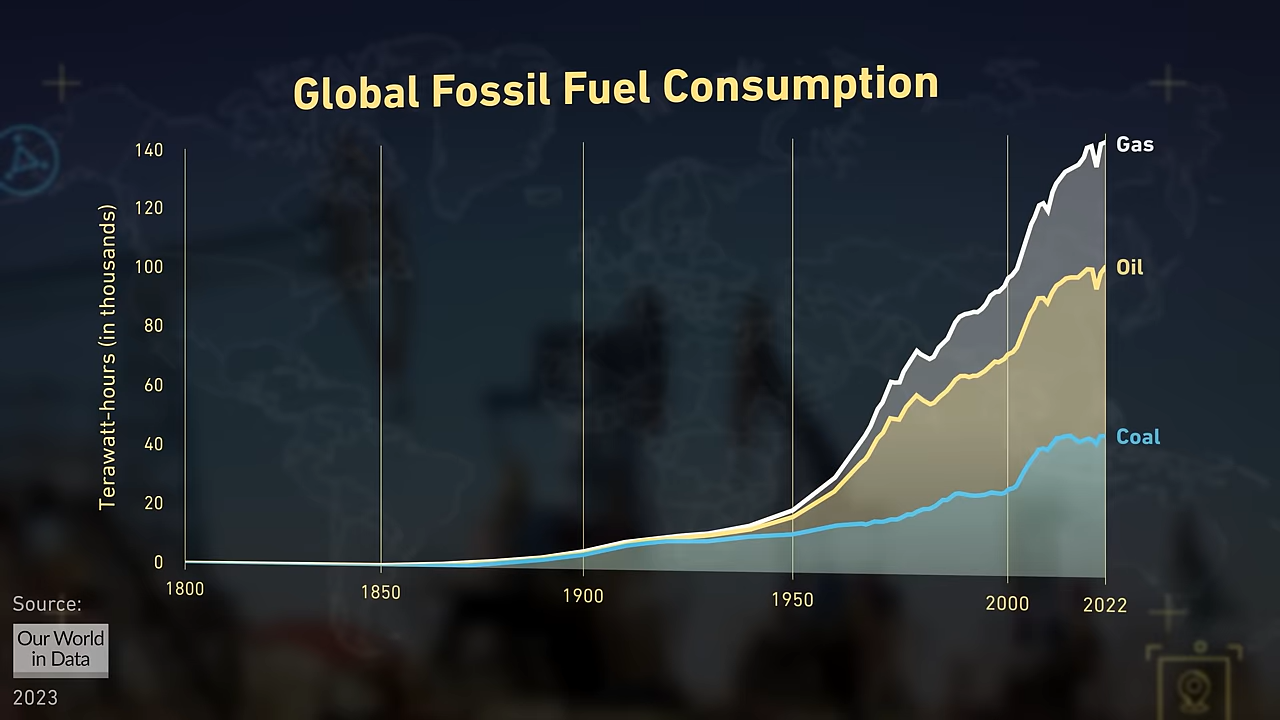 Global Fossil Fuel Consumption
Terawatt-hours (in thousands)
140
120
100
80
60
40
20
0
1800
1850
1900
1950
2000
2022
Gas
Oil
Coal
Source:
Our World
in Data
2023